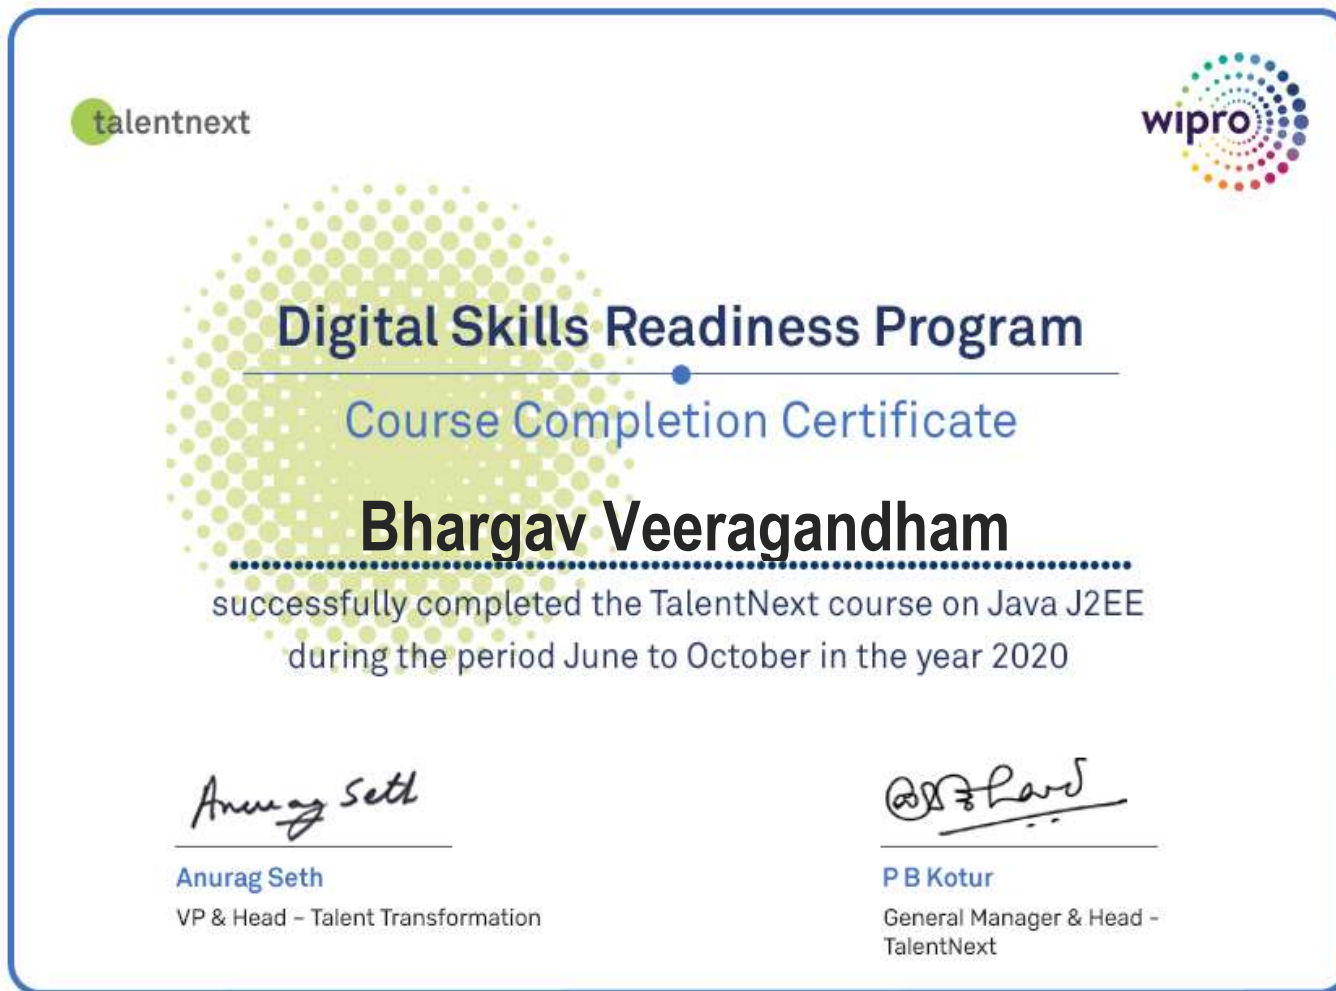 talentnext
wipro
Digital Skills Readiness Program
Course Completion Certificate
Bhargav Veeragandham
successfully completed the TalentNext course on Java J2EE
during the period June to October in the year 2020
Anurag Seth
Anurag Seth
P B Kotur
VP & Head – Talent Transformation
General Manager & Head -
TalentNext